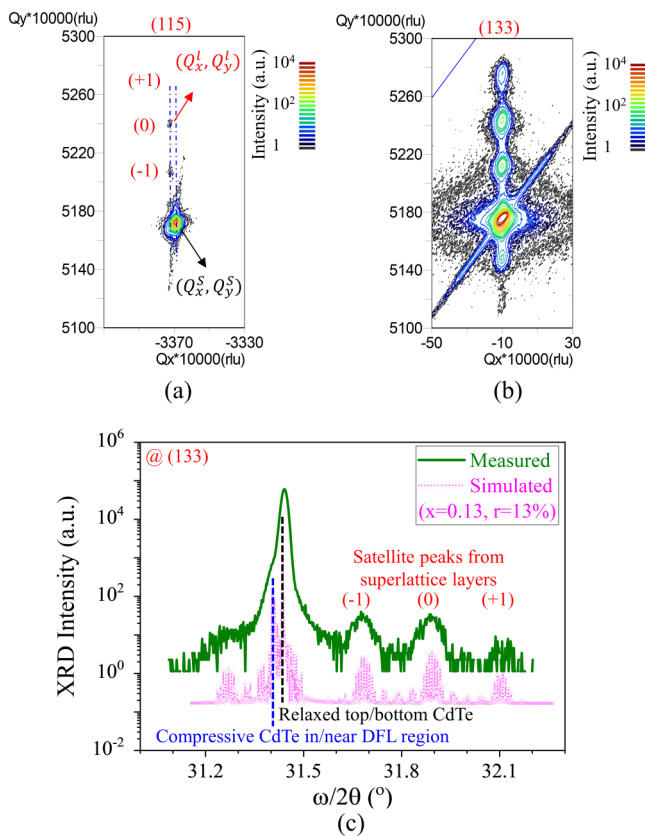 Qy*10000(rlu)
(115)
5300
5260
5220
5180
5140
5100
(+1)
(0)
(-1)
(Q_x^l, Q_y^l)
(Q_x^S, Q_y^S)
Intensity (a.u.)
10^4
10^2
1
-3370 -3330
Qx*10000(rlu)
(a)
Qy*10000(rlu)
(133)
5300
5260
5220
5180
5140
5100
Intensity (a.u.)
10^4
10^2
1
-50 -10 30
Qx*10000(rlu)
(b)
XRD Intensity (a.u.)
10^6
10^4
10^2
10^0
10^-2
@ (133)
Measured
Simulated
(x=0.13, r=13%)
Satellite peaks from
superlattice layers
(-1) (0) (+1)
Relaxed top/bottom CdTe
Compressive CdTe in/near DFL region
31.2 31.5 31.8 32.1
ω/2θ (°)
(c)